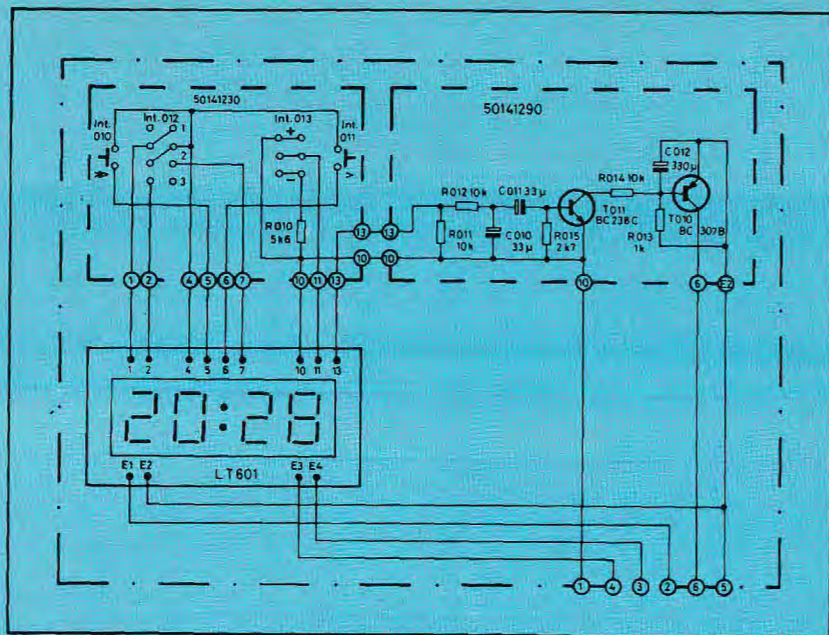 50141230
50141290
Int. 010
Int. 012
1
2
3
Int. 013
+
−
Int. 011
R010 5k6
R012 10k
C011 33µ
R011 10k
C010 33µ
R015 2k7
T011 BC238C
R014 10k
C012 330µ
R013 1k
T010 BC 307B
13 13
10 10
1 2 4 5 6 7 10 11 13
10 6 E2
1 2 4 5 6 7 10 11 13
20:28
E1 E2 LT601 E3 E4
1 4 3 2 6 5